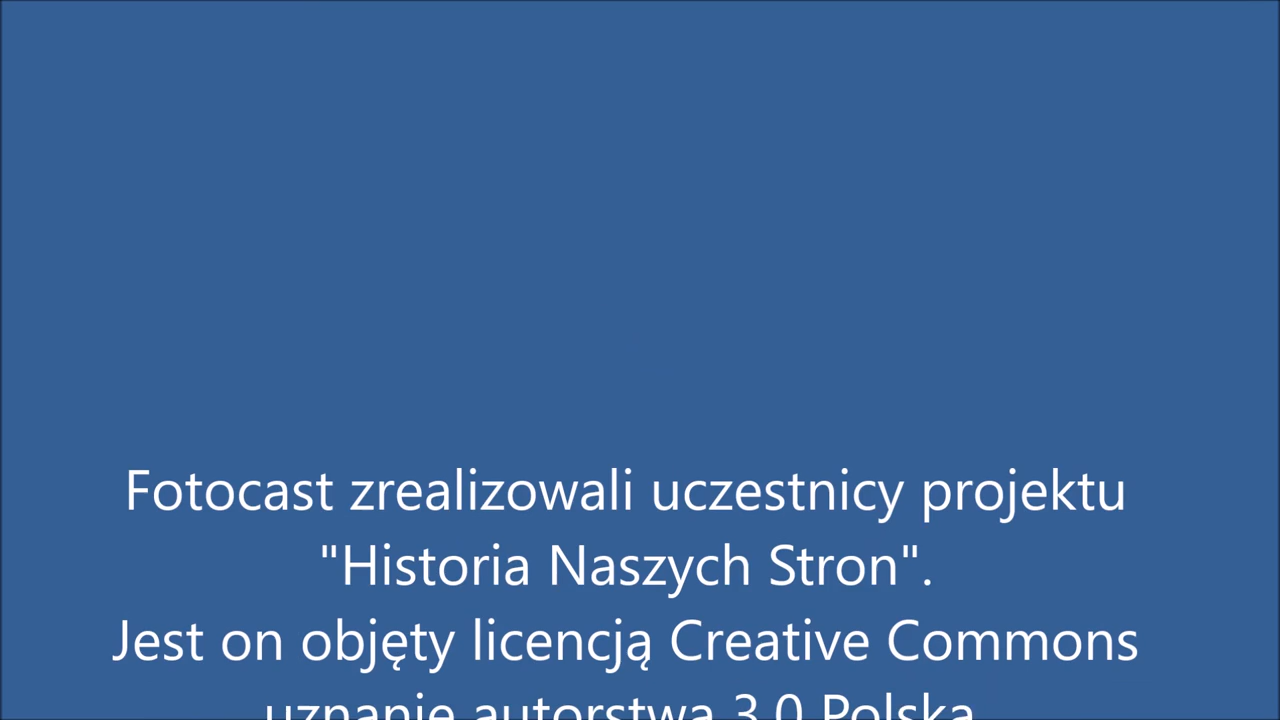 Fotocast zrealizowali uczestnicy projektu
"Historia Naszych Stron".
Jest on objęty licencją Creative Commons
uznanie autorstwa 3.0 Polska